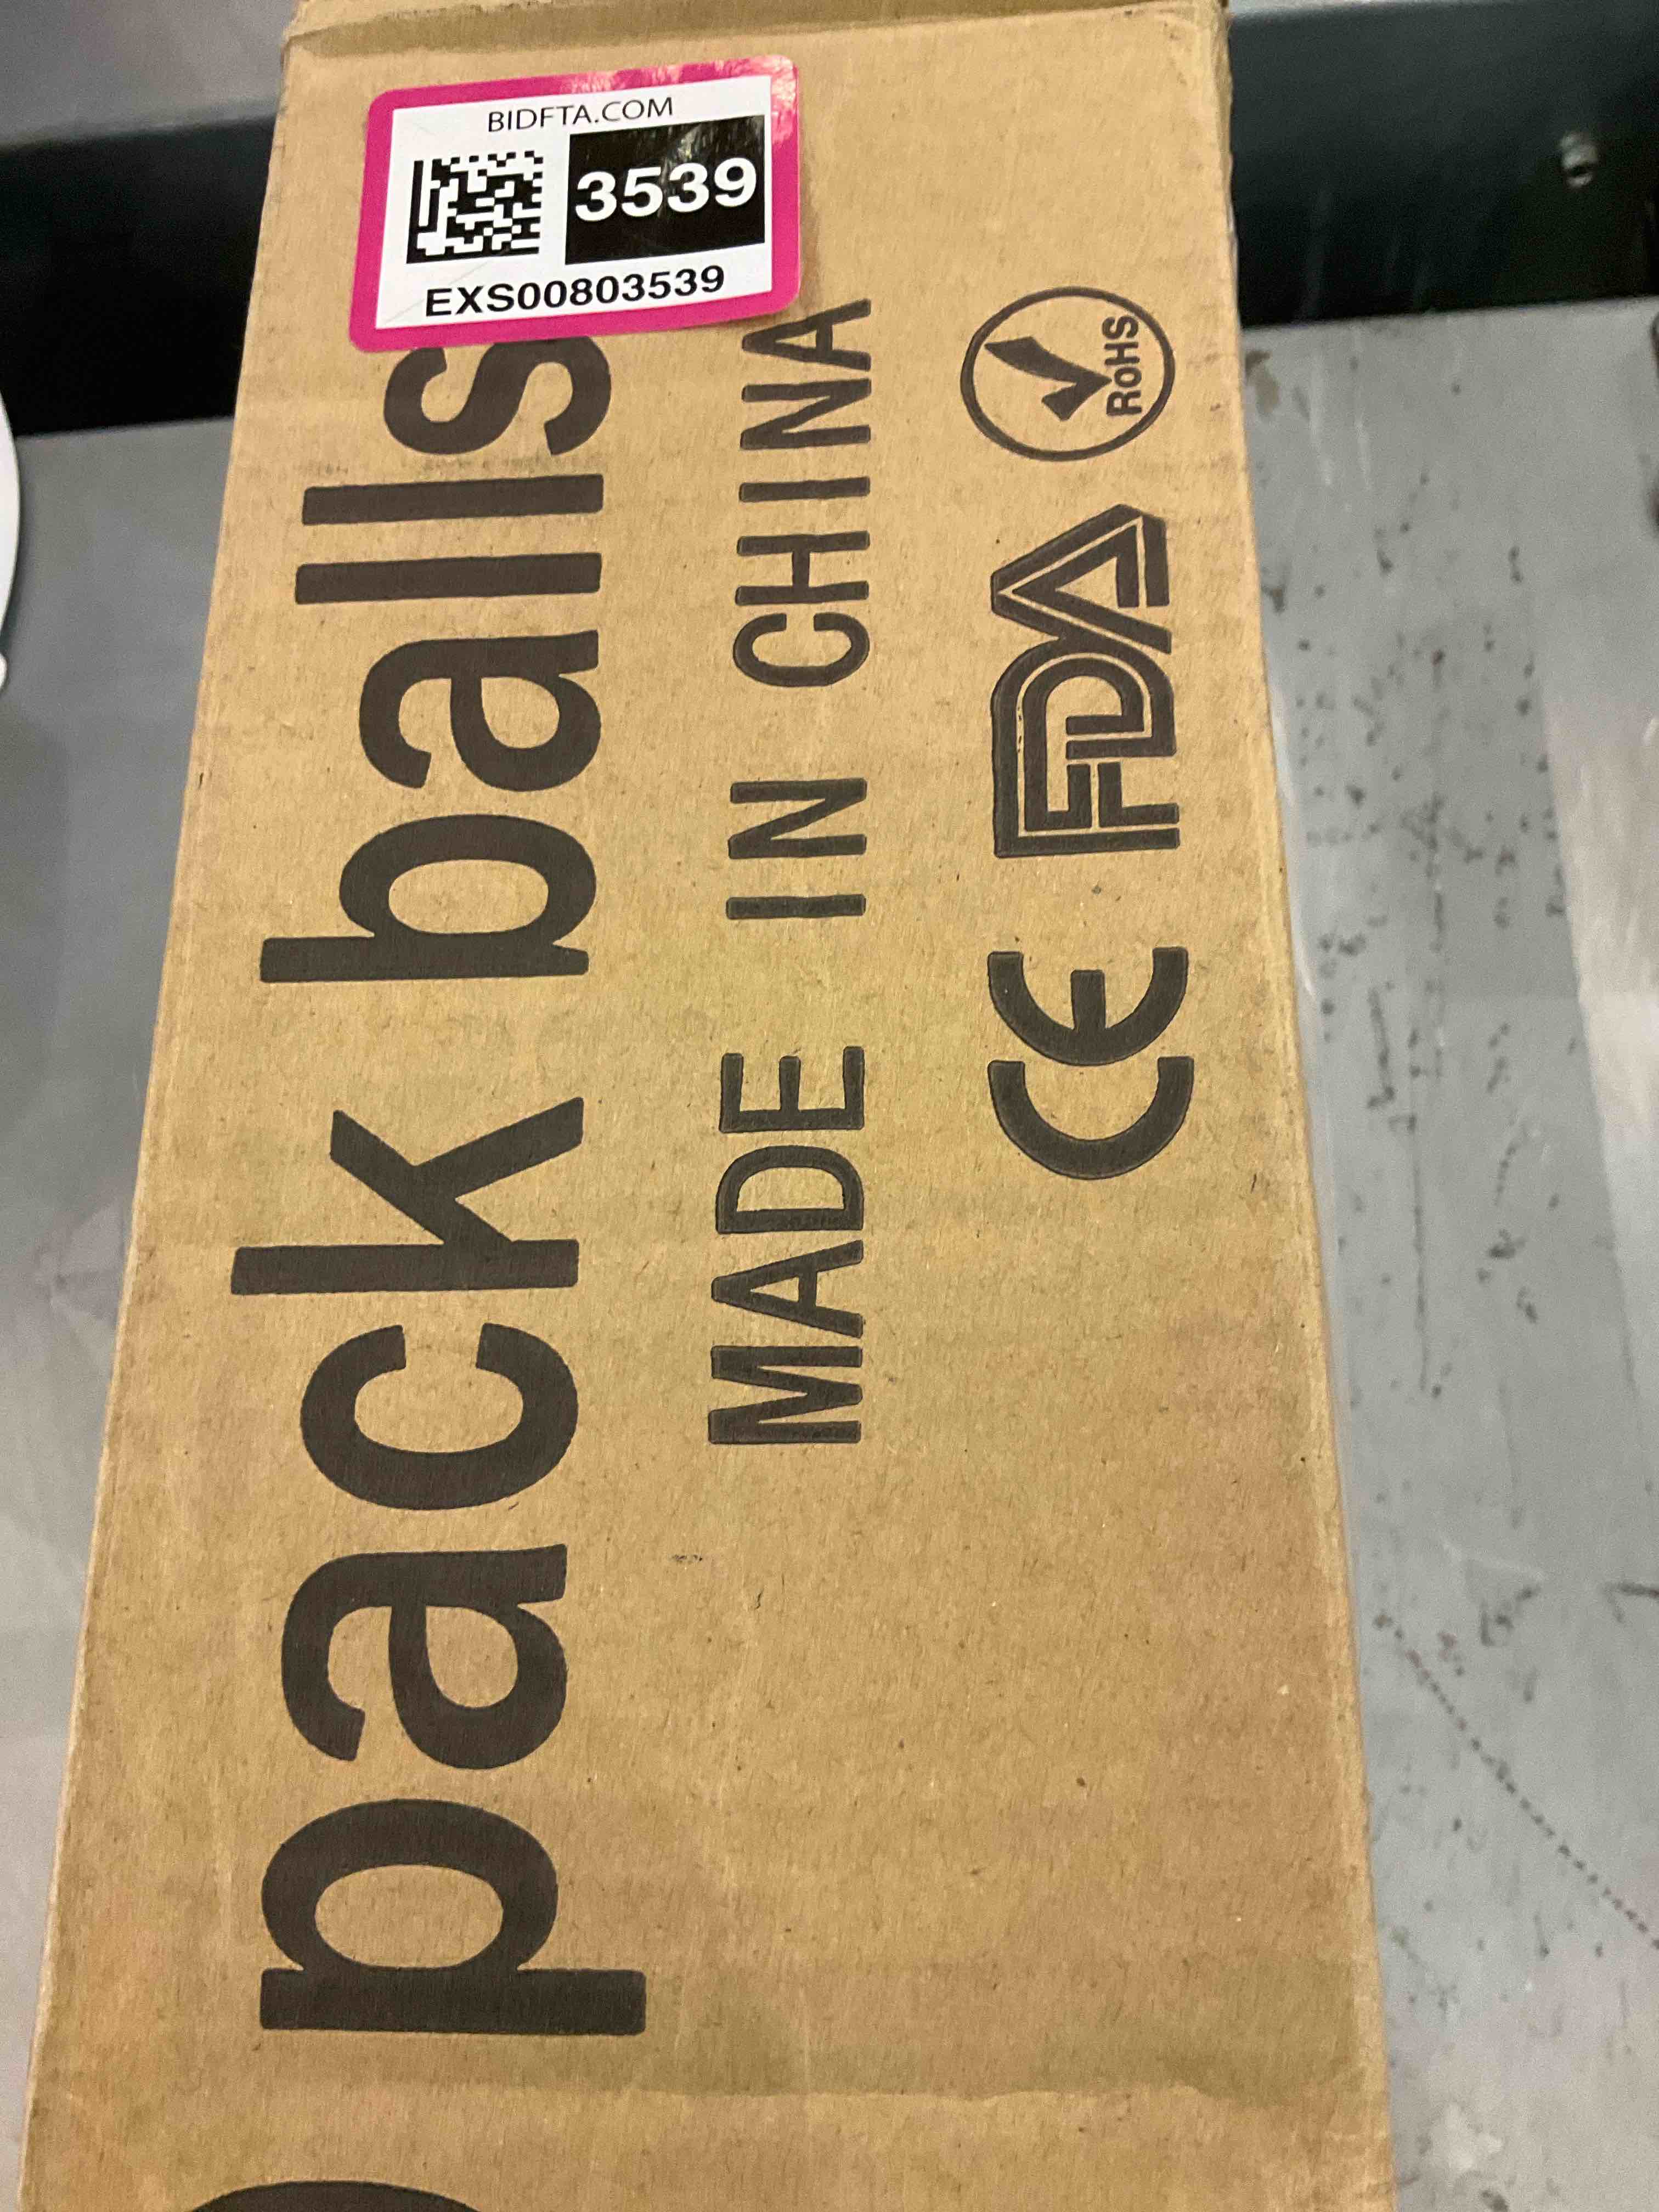 BIDFTA.COM
3539
EXS00803539
pack balls
MADE IN CHINA
CE FDA RoHS